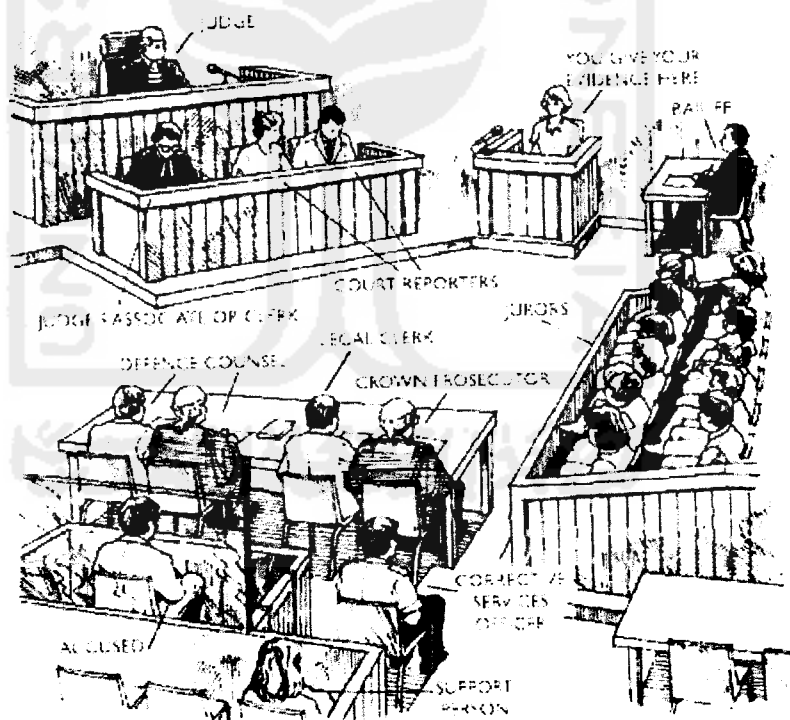 JUDGE
YOU GIVE YOUR
EVIDENCE HERE
BAILIFF
COURT REPORTERS
JUDGE'S ASSOCIATE OR CLERK
JURORS
LEGAL CLERK
DEFENCE COUNSEL
CROWN PROSECUTOR
CORRECTIVE
SERVICES
OFFICER
ACCUSED
SUPPORT
PERSON